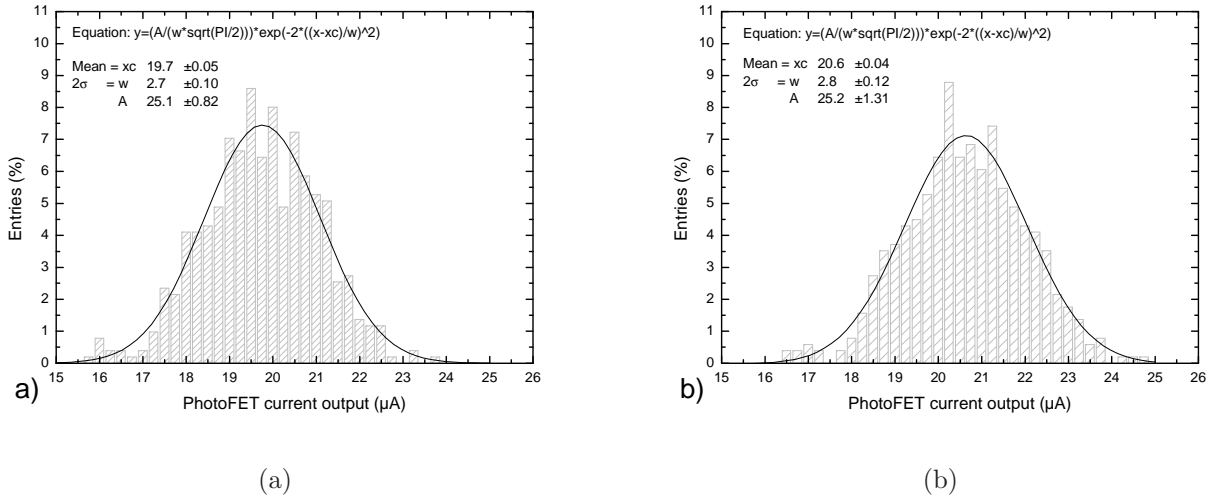 11
10
9
8
7
6
5
4
3
2
1
0
Entries (%)
Equation: y=(A/(w*sqrt(PI/2)))*exp(-2*((x-xc)/w)^2)
Mean = xc 19.7 ±0.05
2σ = w 2.7 ±0.10
A 25.1 ±0.82
15 16 17 18 19 20 21 22 23 24 25 26
a)
PhotoFET current output (µA)
(a)
11
10
9
8
7
6
5
4
3
2
1
0
Entries (%)
Equation: y=(A/(w*sqrt(PI/2)))*exp(-2*((x-xc)/w)^2)
Mean = xc 20.6 ±0.04
2σ = w 2.8 ±0.12
A 25.2 ±1.31
15 16 17 18 19 20 21 22 23 24 25 26
b)
PhotoFET current output (µA)
(b)